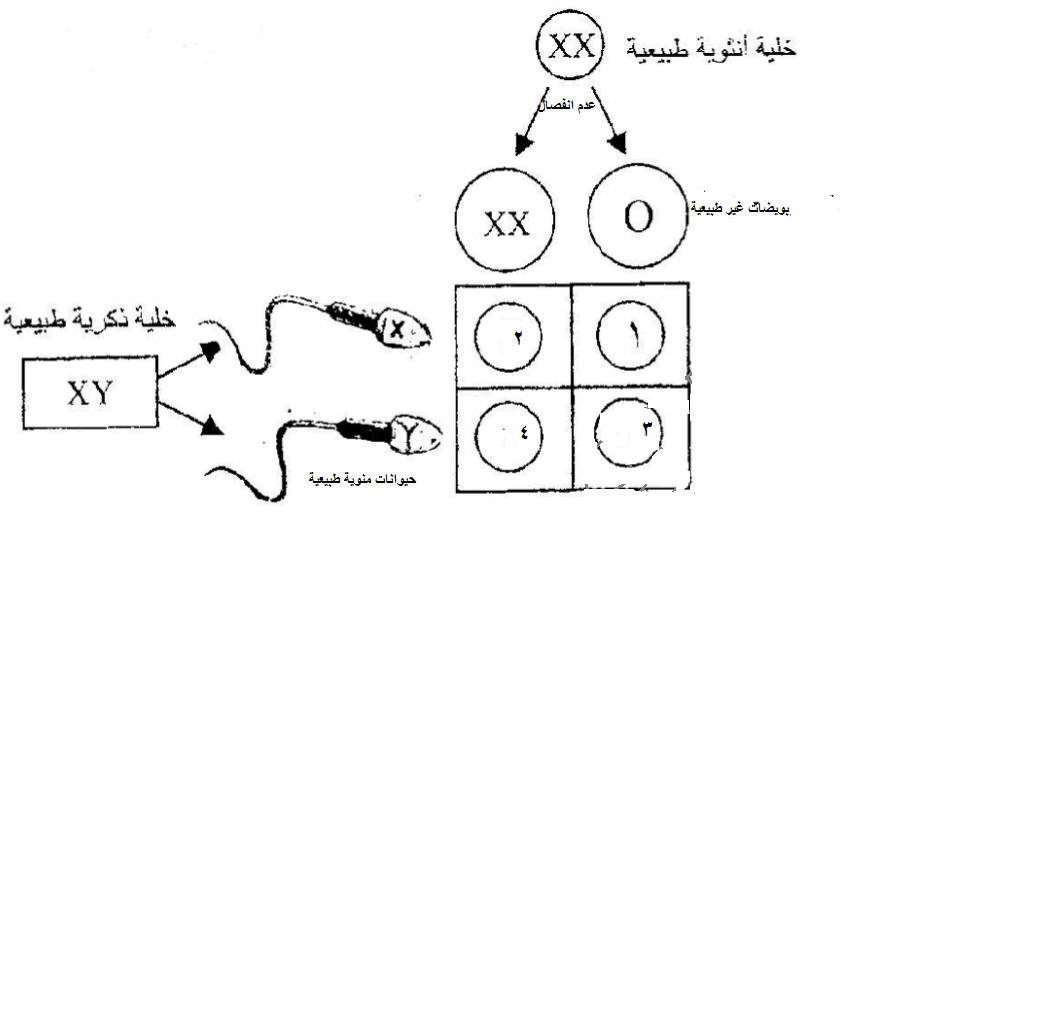 XX خلية أنثوية طبيعية
عدم انفصال
XX O بويضات غير طبيعية
خلية ذكرية طبيعية
X ٢ ١
XY
Y ٤ ٣
حيوانات منوية طبيعية